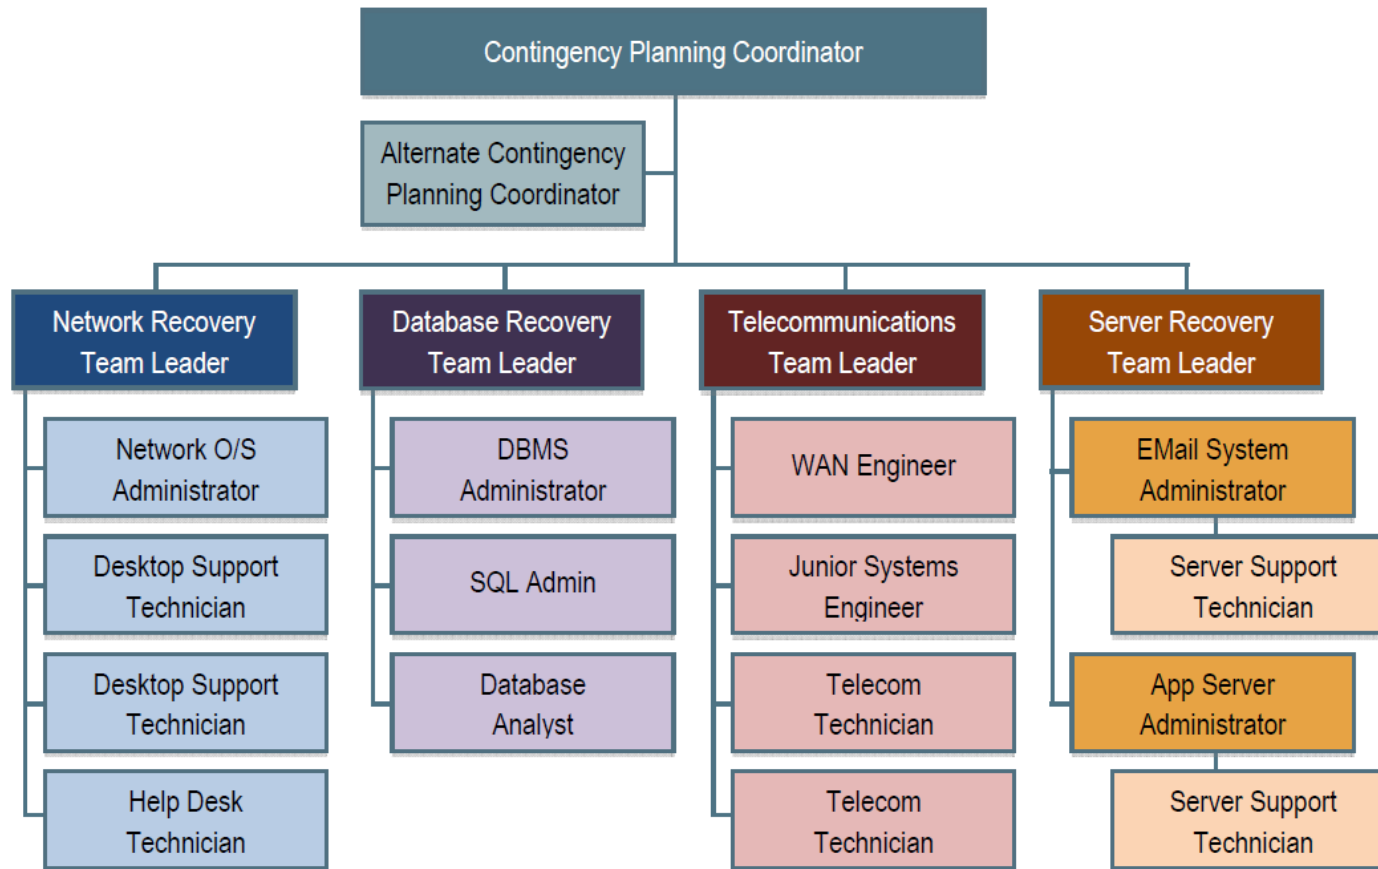 Contingency Planning Coordinator
Alternate Contingency
Planning Coordinator
Network Recovery
Team Leader
Network O/S
Administrator
Desktop Support
Technician
Desktop Support
Technician
Help Desk
Technician
Database Recovery
Team Leader
DBMS
Administrator
SQL Admin
Database
Analyst
Telecommunications
Team Leader
WAN Engineer
Junior Systems
Engineer
Telecom
Technician
Telecom
Technician
Server Recovery
Team Leader
EMail System
Administrator
Server Support
Technician
App Server
Administrator
Server Support
Technician